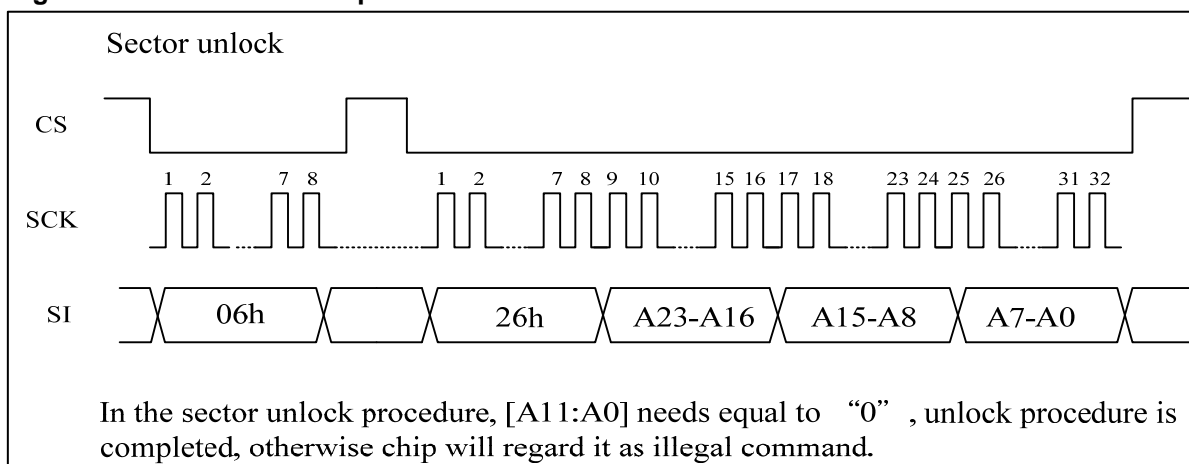 Sector unlock
CS
1 2 7 8 1 2 7 8 9 10 15 16 17 18 23 24 25 26 31 32
SCK
SI 06h 26h A23-A16 A15-A8 A7-A0
In the sector unlock procedure, [A11:A0] needs equal to “0” , unlock procedure is
completed, otherwise chip will regard it as illegal command.